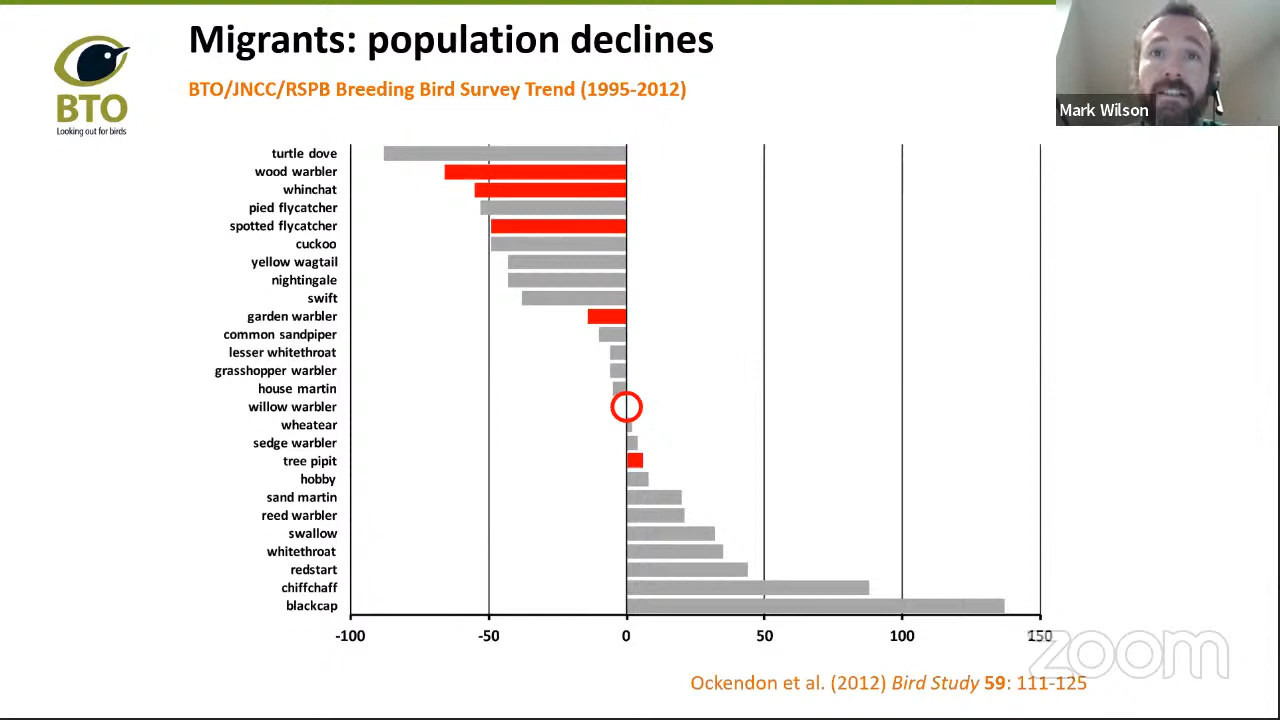 Migrants: population declines
BTO/JNCC/RSPB Breeding Bird Survey Trend (1995-2012)
BTO
Looking out for birds
Mark Wilson
turtle dove
wood warbler
whinchat
pied flycatcher
spotted flycatcher
cuckoo
yellow wagtail
nightingale
swift
garden warbler
common sandpiper
lesser whitethroat
grasshopper warbler
house martin
willow warbler
wheatear
sedge warbler
tree pipit
hobby
sand martin
reed warbler
swallow
whitethroat
redstart
chiffchaff
blackcap
-100 -50 0 50 100 150
zoom
Ockendon et al. (2012) Bird Study 59: 111-125